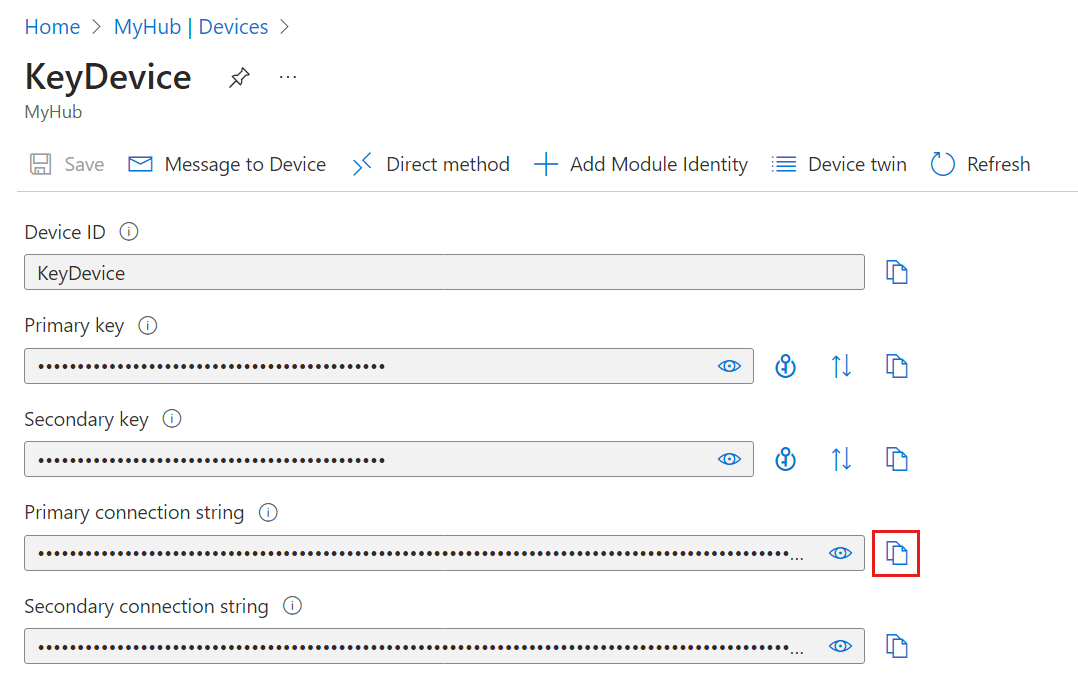 Home > MyHub | Devices >
KeyDevice ...
MyHub
Save Message to Device Direct method Add Module Identity Device twin Refresh
Device ID
KeyDevice
Primary key
Secondary key
Primary connection string
...
Secondary connection string
...